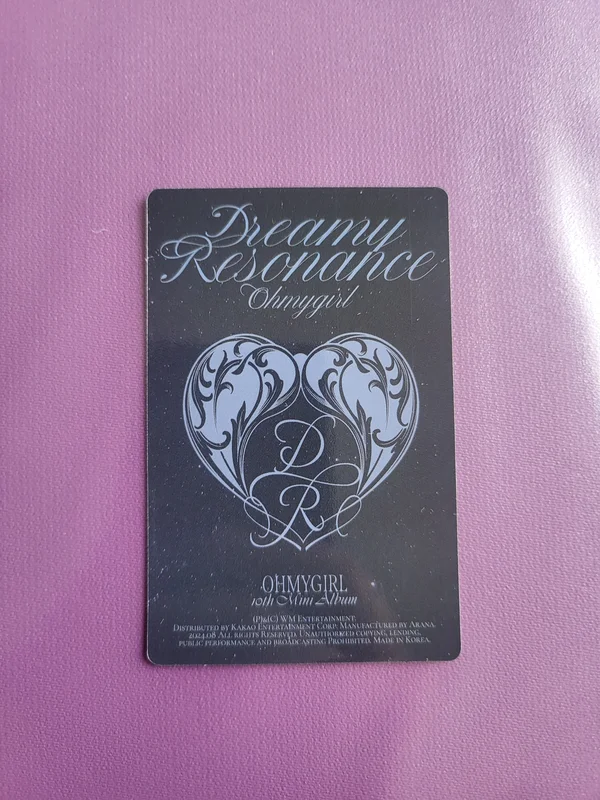 Dreamy
Resonance
Ohmygirl
D
R
OHMYGIRL
10th Mini Album
(P)&(C) WM Entertainment.
Distributed by Kakao Entertainment Corp. Manufactured by Arana.
2024.08 All rights Reserved. Unauthorized copying, lending,
public performance and broadcasting Prohibited. Made in Korea.